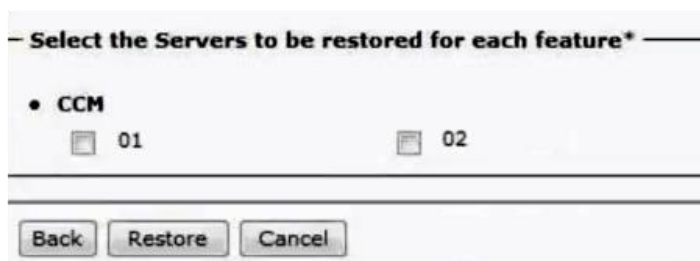 Select the Servers to be restored for each feature*
• CCM
01 02
Back Restore Cancel